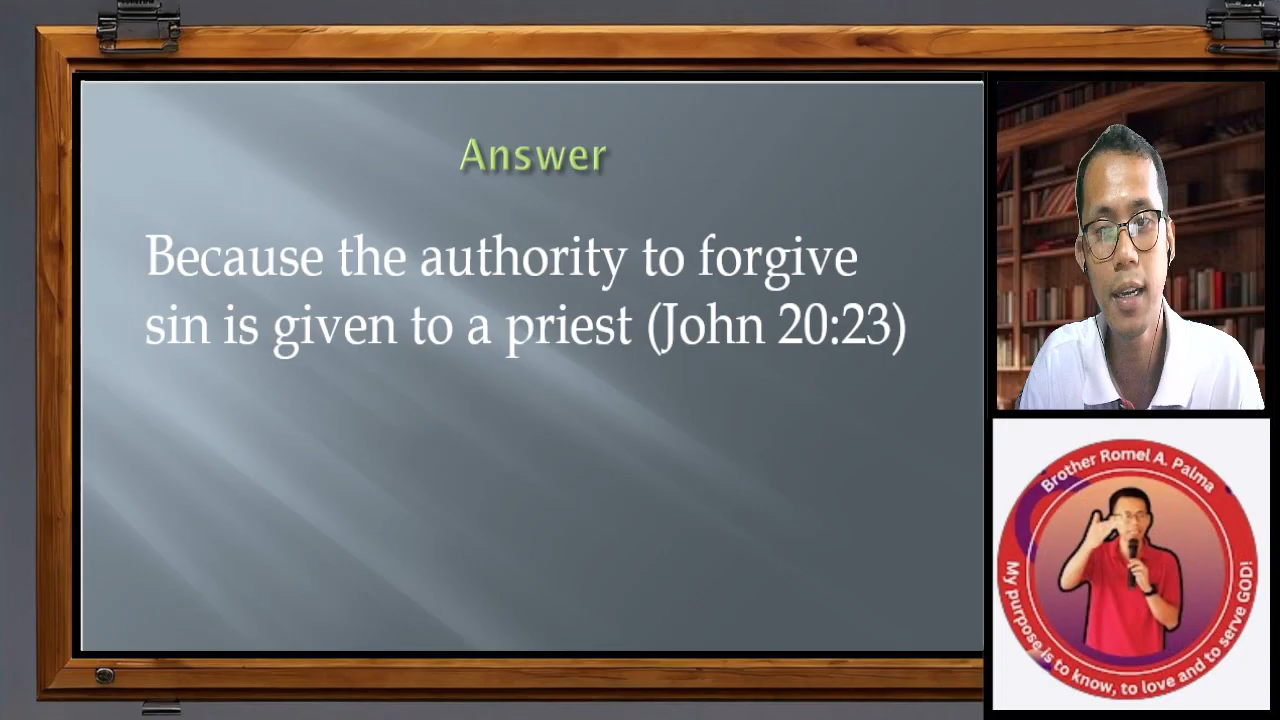 Answer
Because the authority to forgive
sin is given to a priest (John 20:23)
Brother Romel A. Palma
My purpose is to know, to love and to serve GOD!